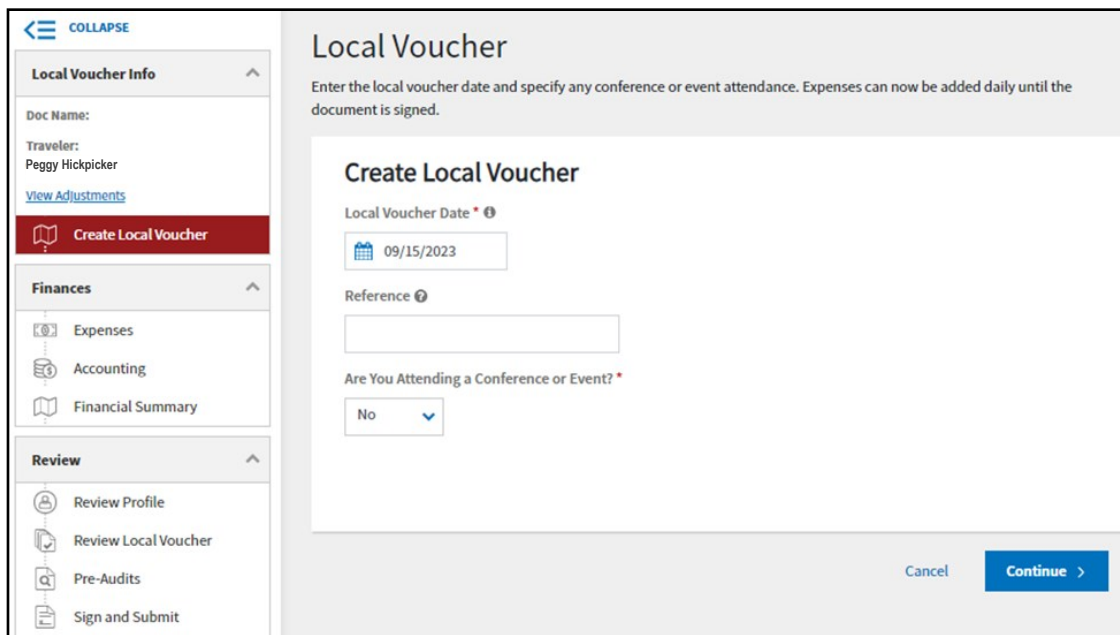 COLLAPSE
Local Voucher Info
Doc Name:
Traveler:
Peggy Hickpicker
View Adjustments
Create Local Voucher
Finances
Expenses
Accounting
Financial Summary
Review
Review Profile
Review Local Voucher
Pre-Audits
Sign and Submit
Local Voucher
Enter the local voucher date and specify any conference or event attendance. Expenses can now be added daily until the
document is signed.
Create Local Voucher
Local Voucher Date *
09/15/2023
Reference
Are You Attending a Conference or Event? *
No
Cancel
Continue >